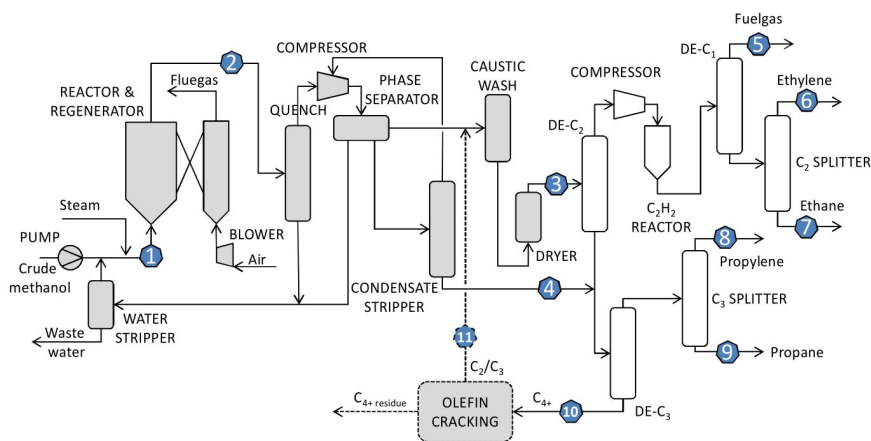 Fuelgas
5
DE-C1
COMPRESSOR
CAUSTIC
WASH
2
Fluegas
PHASE
SEPARATOR
COMPRESSOR
Ethylene
6
REACTOR &
REGENERATOR
QUENCH
DE-C2
C2 SPLITTER
3
Steam
C2H2
REACTOR
Ethane
7
PUMP
1
BLOWER
Air
DRYER
8
Propylene
Crude
methanol
CONDENSATE
STRIPPER
4
C3 SPLITTER
WATER
STRIPPER
Waste
water
11
9
Propane
C2/C3
C4+ residue
OLEFIN
CRACKING
C4+
10
DE-C3